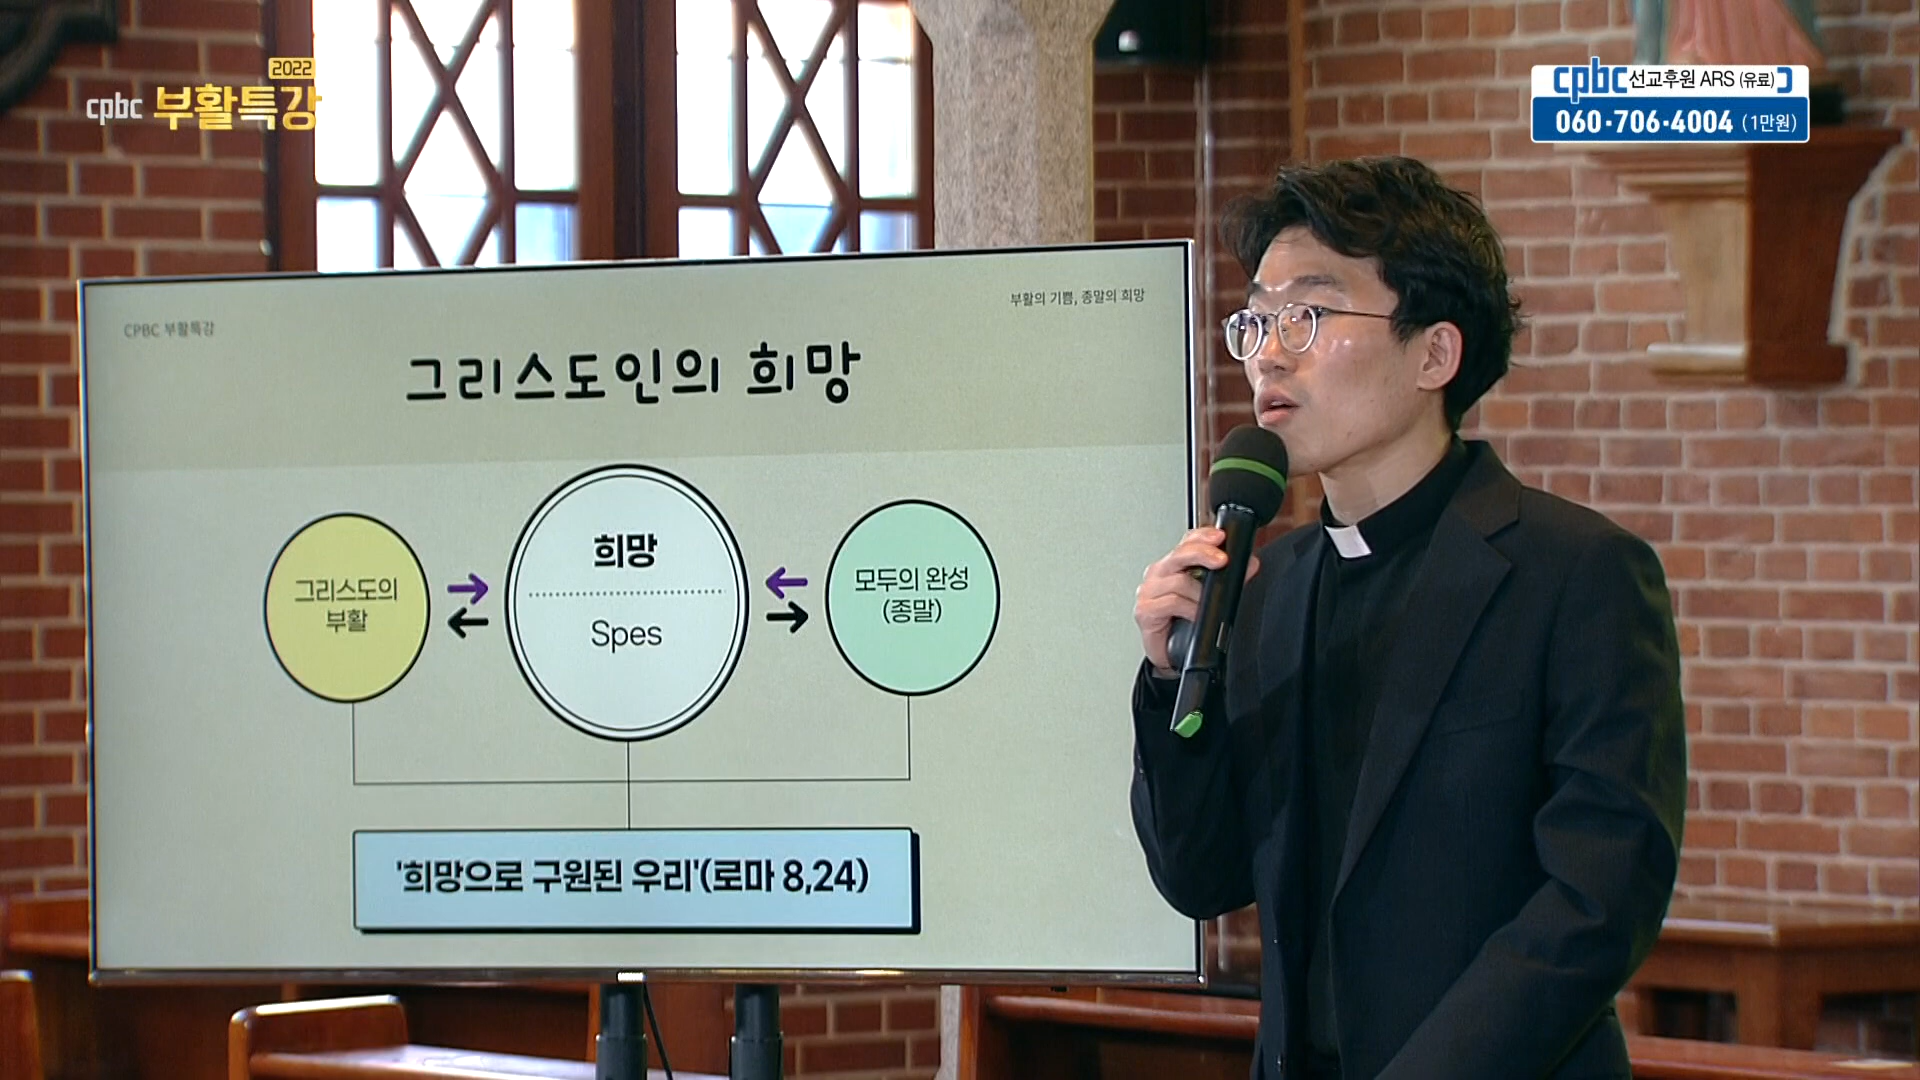 2022
cpbc 부활특강
cpbc 선교후원 ARS (유료)
060·706·4004 (1만원)
CPBC 부활특강
부활의 기쁨, 종말의 희망
그리스도인의 희망
그리스도의
부활
희망
Spes
모두의 완성
(종말)
'희망으로 구원된 우리'(로마 8,24)